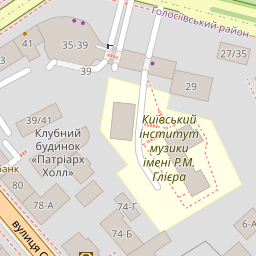 Голосіївський район
41
35-39
27/35
39
29
39/41
Клубний
будинок
«Патріарх
Холл»
Київський
інститут
музики
імені Р.М.
Глієра
банк
80
78-А
74-Г
74-Б
вулиця